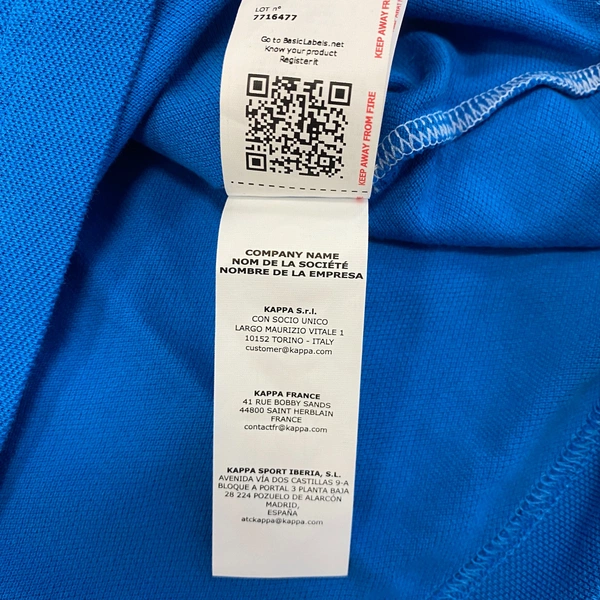 LOT n°
7716477
Go to BasicLabels.net
Know your product
Register it
KEEP AWAY FROM FIRE
KEEP AWAY FROM
COMPANY NAME
NOM DE LA SOCIÉTÉ
NOMBRE DE LA EMPRESA
KAPPA S.r.l.
CON SOCIO UNICO
LARGO MAURIZIO VITALE 1
10152 TORINO - ITALY
customer@kappa.com
KAPPA FRANCE
41 RUE BOBBY SANDS
44800 SAINT HERBLAIN
FRANCE
contactfr@kappa.com
KAPPA SPORT IBERIA, S.L.
AVENIDA VÍA DOS CASTILLAS 9-A
BLOQUE A PORTAL 3 PLANTA BAJA
28 224 POZUELO DE ALARCÓN
MADRID,
ESPAÑA
atckappa@kappa.com